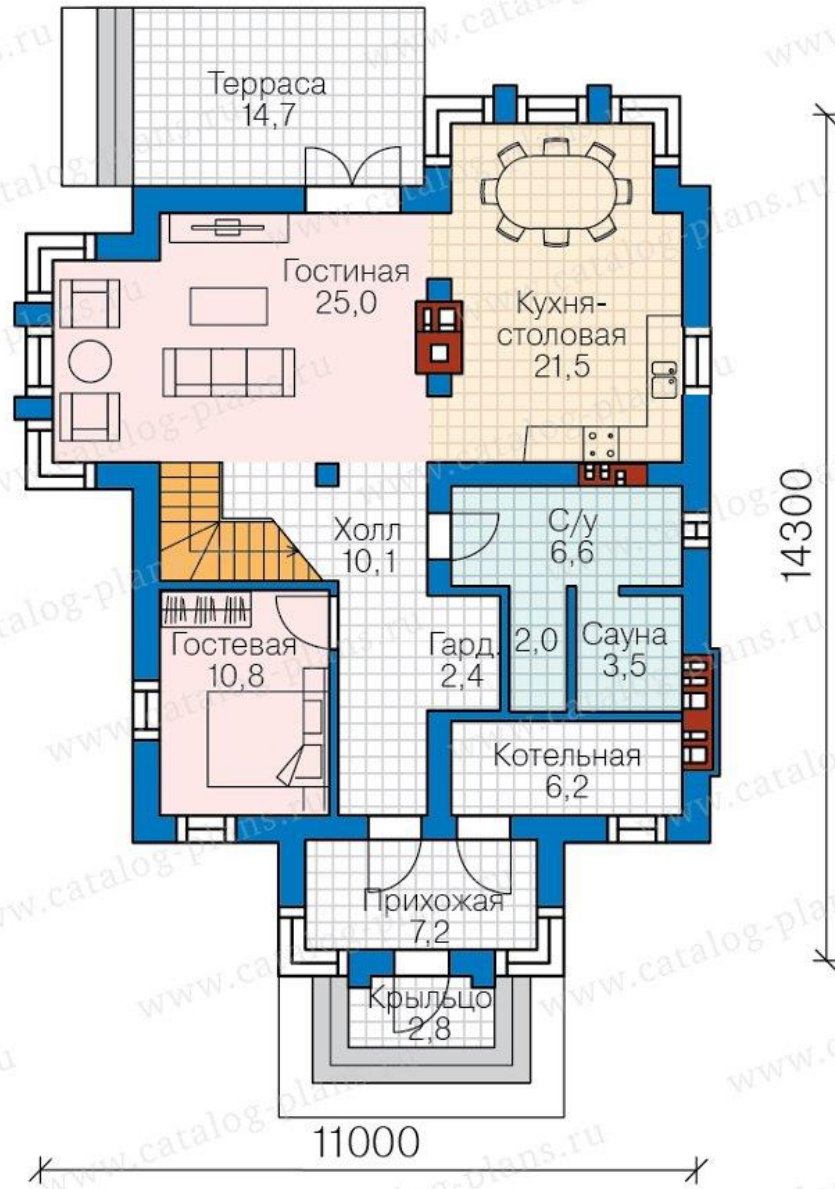 Терраса
14,7
Гостиная
25,0
Кухня-
столовая
21,5
Холл
10,1
С/у
6,6
Гостевая
10,8
Гард.
2,4
2,0
Сауна
3,5
Котельная
6,2
Прихожая
7,2
Крыльцо
2,8
14300
11000
www.catalog-plans.ru